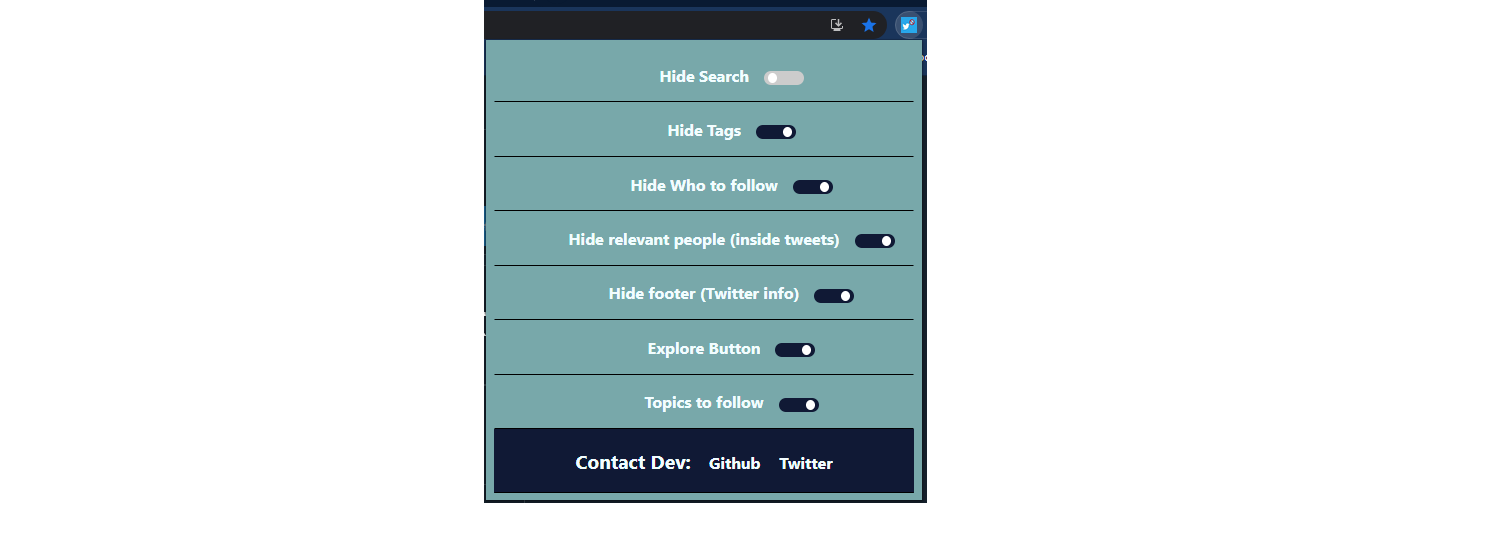 Hide Search
Hide Tags
Hide Who to follow
Hide relevant people (inside tweets)
Hide footer (Twitter info)
Explore Button
Topics to follow
Contact Dev: Github Twitter